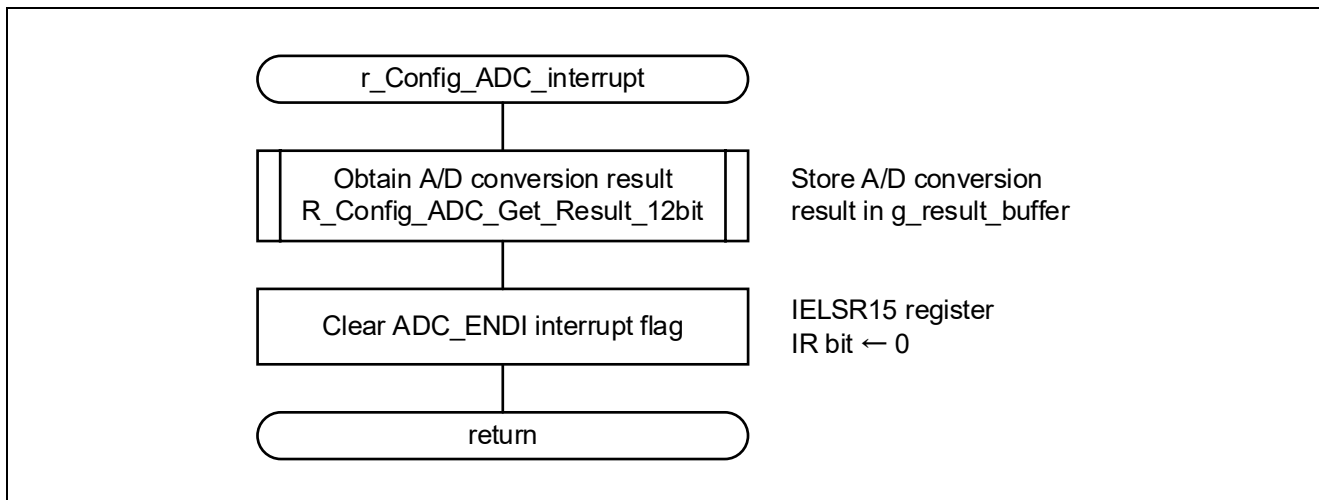 r_Config_ADC_interrupt
Obtain A/D conversion result
R_Config_ADC_Get_Result_12bit
Store A/D conversion
result in g_result_buffer
Clear ADC_ENDI interrupt flag
IELSR15 register
IR bit ← 0
return